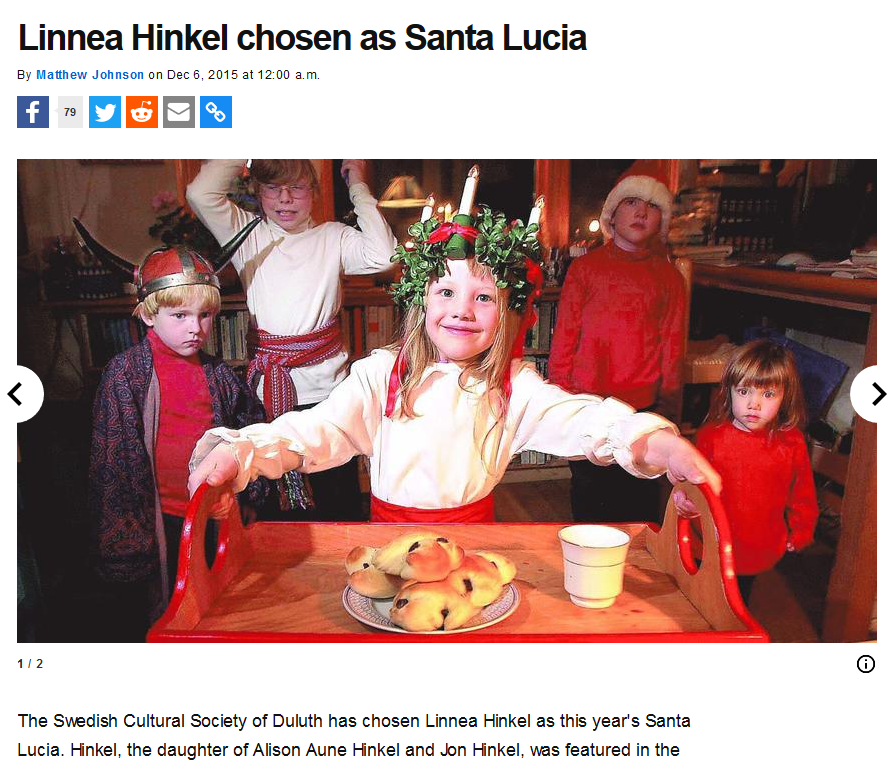 Linnea Hinkel chosen as Santa Lucia
By Matthew Johnson on Dec 6, 2015 at 12:00 a.m.
79
1 / 2
The Swedish Cultural Society of Duluth has chosen Linnea Hinkel as this year's Santa
Lucia. Hinkel, the daughter of Alison Aune Hinkel and Jon Hinkel, was featured in the